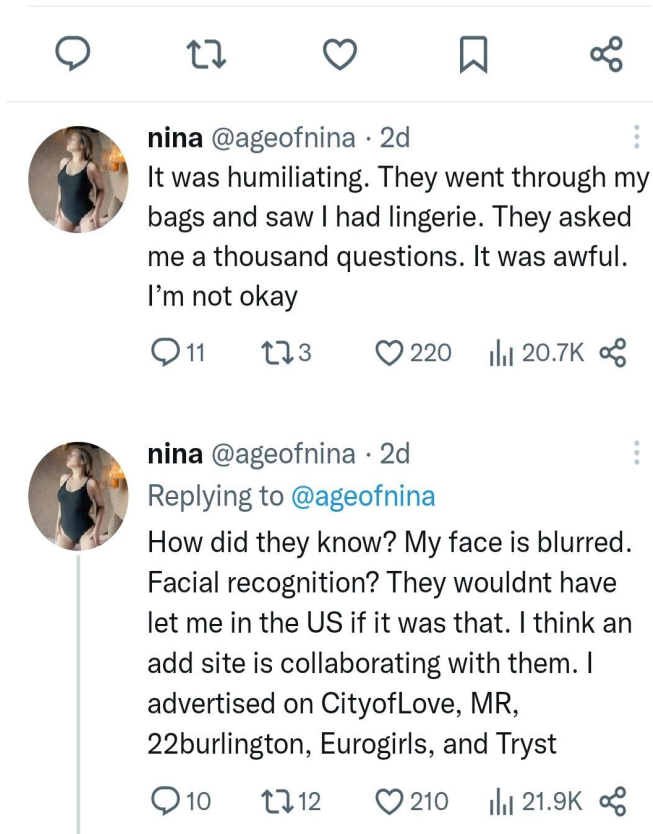 nina @ageofnina · 2d
It was humiliating. They went through my
bags and saw I had lingerie. They asked
me a thousand questions. It was awful.
I'm not okay
11 3 220 20.7K
nina @ageofnina · 2d
Replying to @ageofnina
How did they know? My face is blurred.
Facial recognition? They wouldnt have
let me in the US if it was that. I think an
add site is collaborating with them. I
advertised on CityofLove, MR,
22burlington, Eurogirls, and Tryst
10 12 210 21.9K